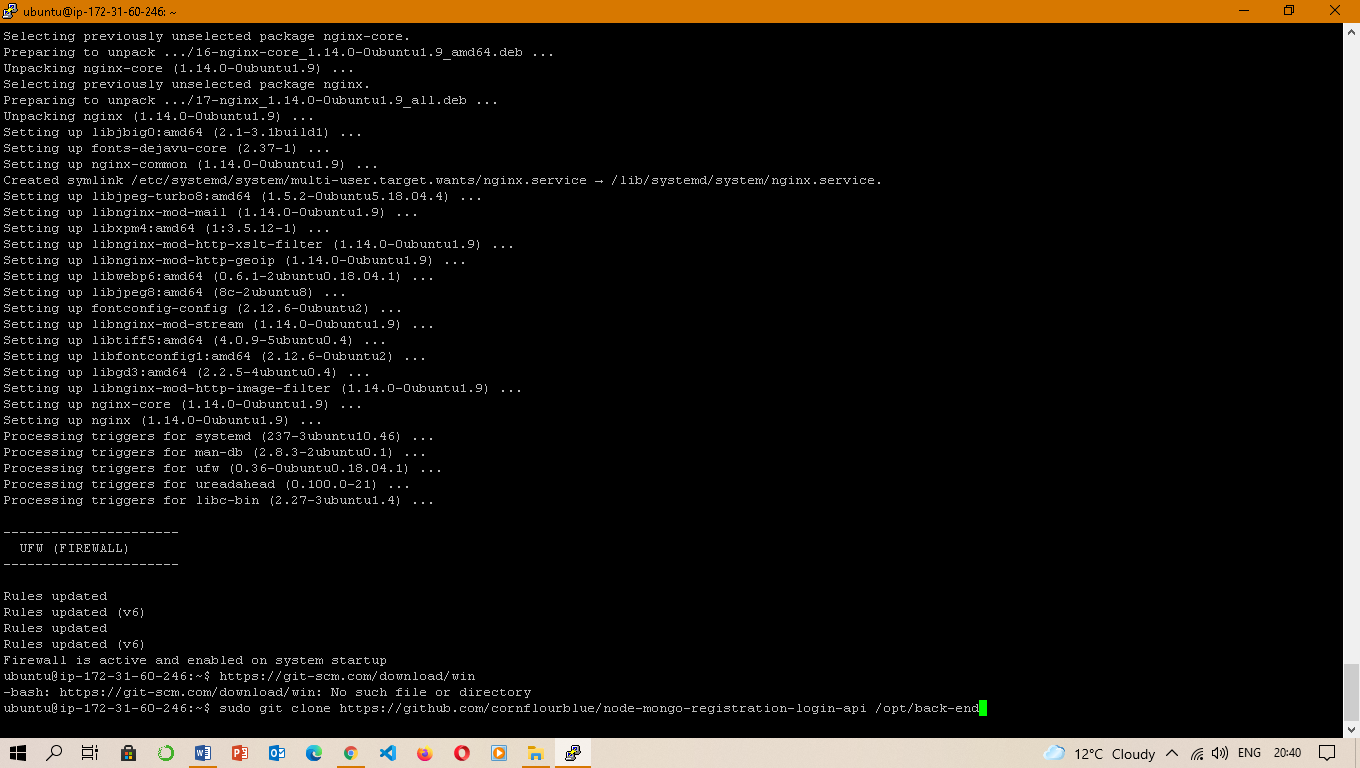 ubuntu@ip-172-31-60-246: ~
Selecting previously unselected package nginx-core.
Preparing to unpack .../16-nginx-core_1.14.0-0ubuntu1.9_amd64.deb ...
Unpacking nginx-core (1.14.0-0ubuntu1.9) ...
Selecting previously unselected package nginx.
Preparing to unpack .../17-nginx_1.14.0-0ubuntu1.9_all.deb ...
Unpacking nginx (1.14.0-0ubuntu1.9) ...
Setting up libjbig0:amd64 (2.1-3.1build1) ...
Setting up fonts-dejavu-core (2.37-1) ...
Setting up nginx-common (1.14.0-0ubuntu1.9) ...
Created symlink /etc/systemd/system/multi-user.target.wants/nginx.service → /lib/systemd/system/nginx.service.
Setting up libjpeg-turbo8:amd64 (1.5.2-0ubuntu5.18.04.4) ...
Setting up libnginx-mod-mail (1.14.0-0ubuntu1.9) ...
Setting up libxpm4:amd64 (1:3.5.12-1) ...
Setting up libnginx-mod-http-xslt-filter (1.14.0-0ubuntu1.9) ...
Setting up libnginx-mod-http-geoip (1.14.0-0ubuntu1.9) ...
Setting up libwebp6:amd64 (0.6.1-2ubuntu0.18.04.1) ...
Setting up libjpeg8:amd64 (8c-2ubuntu8) ...
Setting up fontconfig-config (2.12.6-0ubuntu2) ...
Setting up libnginx-mod-stream (1.14.0-0ubuntu1.9) ...
Setting up libtiff5:amd64 (4.0.9-5ubuntu0.4) ...
Setting up libfontconfig1:amd64 (2.12.6-0ubuntu2) ...
Setting up libgd3:amd64 (2.2.5-4ubuntu0.4) ...
Setting up libnginx-mod-http-image-filter (1.14.0-0ubuntu1.9) ...
Setting up nginx-core (1.14.0-0ubuntu1.9) ...
Setting up nginx (1.14.0-0ubuntu1.9) ...
Processing triggers for systemd (237-3ubuntu10.46) ...
Processing triggers for man-db (2.8.3-2ubuntu0.1) ...
Processing triggers for ufw (0.36-0ubuntu0.18.04.1) ...
Processing triggers for ureadahead (0.100.0-21) ...
Processing triggers for libc-bin (2.27-3ubuntu1.4) ...
----------------------
UFW (FIREWALL)
----------------------
Rules updated
Rules updated (v6)
Rules updated
Rules updated (v6)
Firewall is active and enabled on system startup
ubuntu@ip-172-31-60-246:~$ https://git-scm.com/download/win
-bash: https://git-scm.com/download/win: No such file or directory
ubuntu@ip-172-31-60-246:~$ sudo git clone https://github.com/cornflourblue/node-mongo-registration-login-api /opt/back-end
12°C Cloudy ENG 20:40